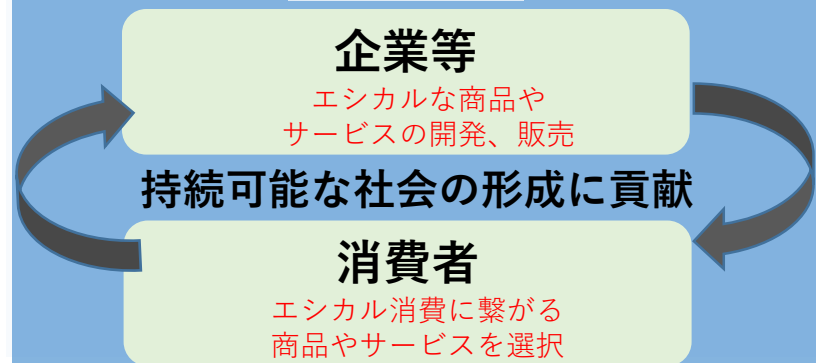 企業等
エシカルな商品や
サービスの開発、販売
持続可能な社会の形成に貢献
消費者
エシカル消費に繋がる
商品やサービスを選択